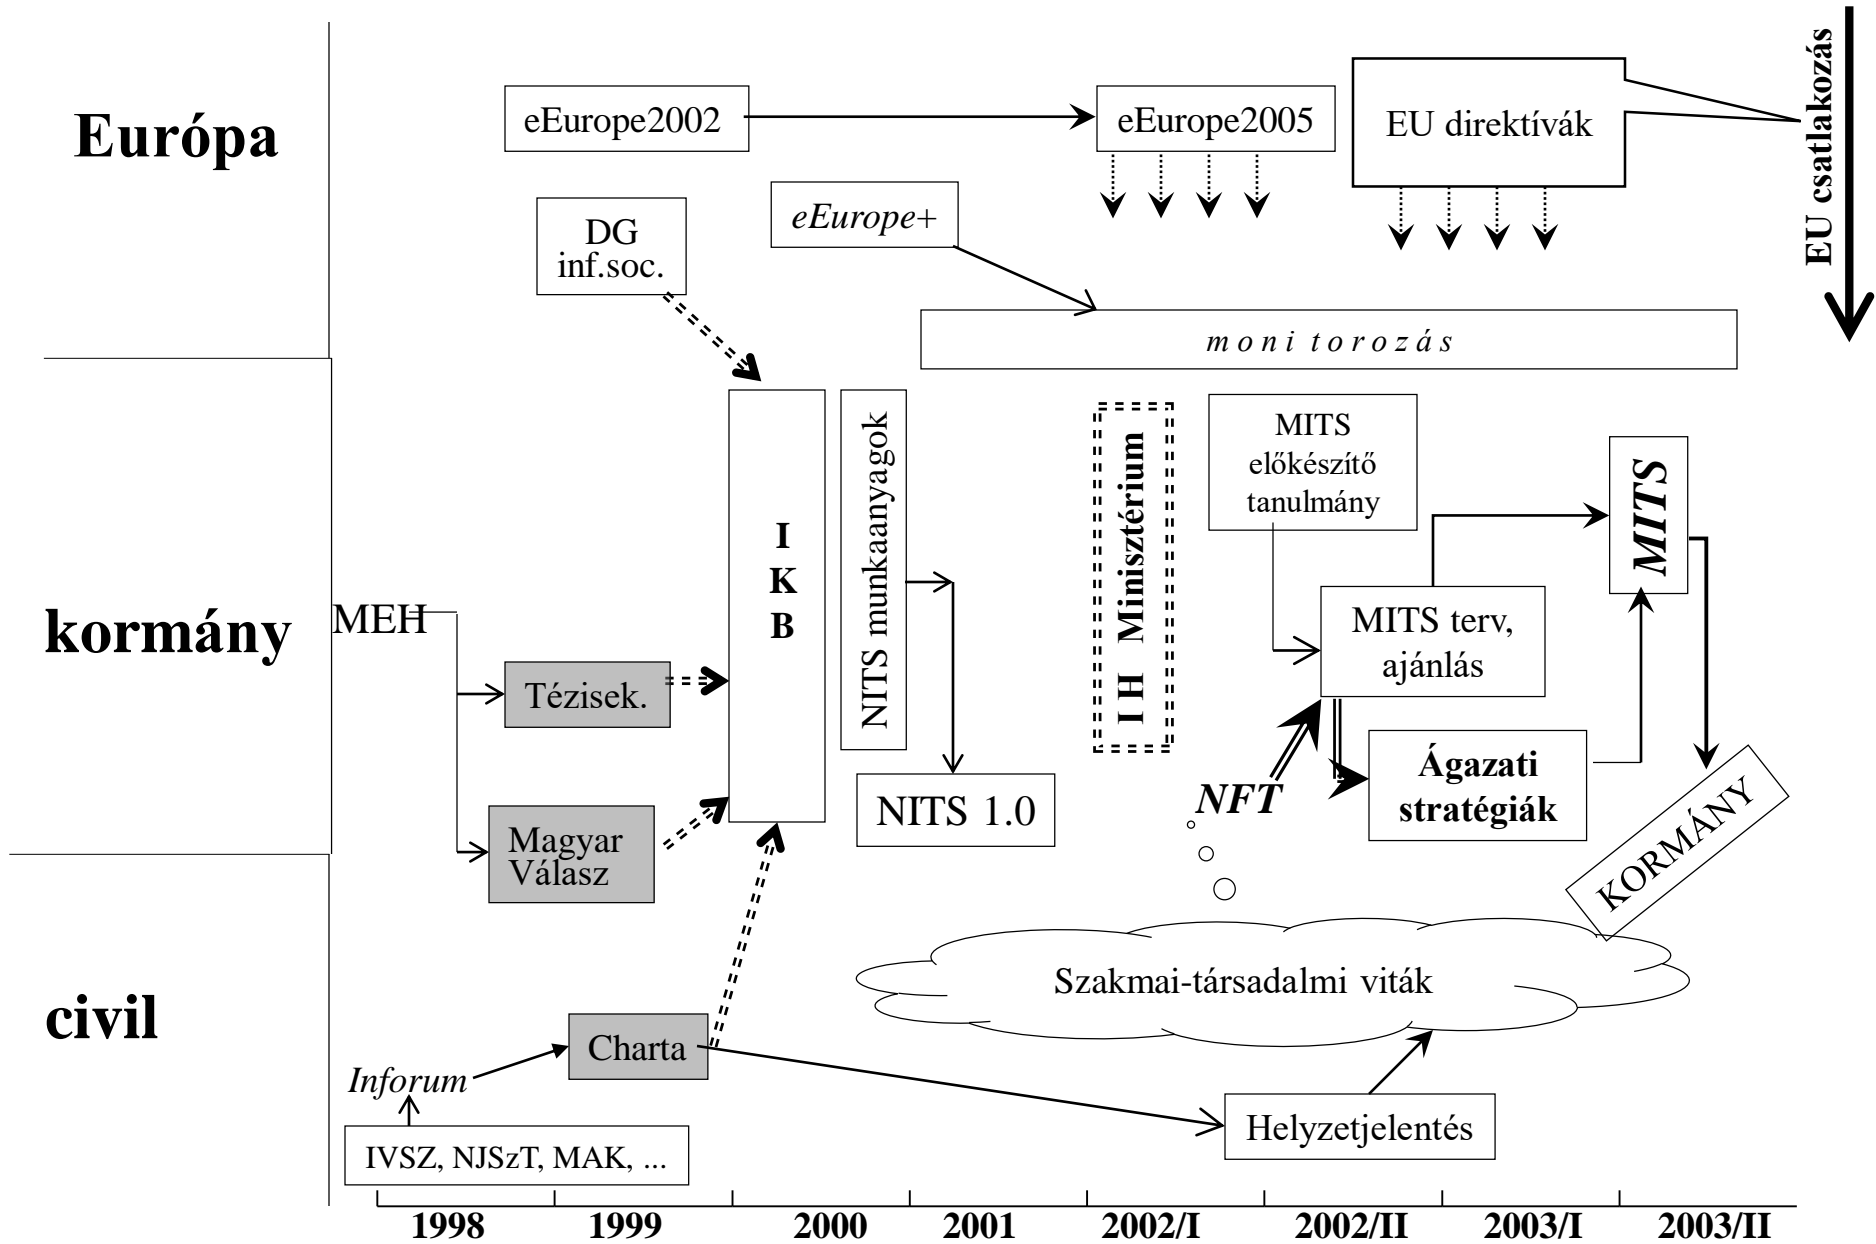 Európa
eEurope2002
eEurope2005
EU direktívák
EU csatlakozás
DG
inf.soc.
eEurope+
moni torozás
kormány
MEH
Tézisek.
Magyar
Válasz
I
K
B
NITS munkaanyagok
NITS 1.0
I H Minisztérium
MITS
előkészítő
tanulmány
MITS terv,
ajánlás
MITS
NFT
Ágazati
stratégiák
KORMÁNY
civil
Szakmai-társadalmi viták
Charta
Inforum
IVSZ, NJSzT, MAK, ...
Helyzetjelentés
1998
1999
2000
2001
2002/I
2002/II
2003/I
2003/II